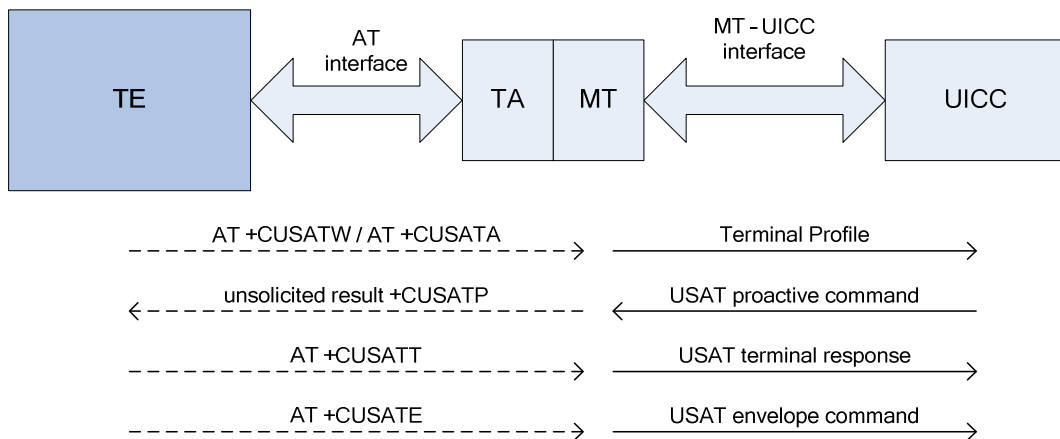 TE
AT
interface
TA
MT
MT - UICC
interface
UICC
AT +CUSATW / AT +CUSATA
Terminal Profile
unsolicited result +CUSATP
USAT proactive command
AT +CUSATT
USAT terminal response
AT +CUSATE
USAT envelope command